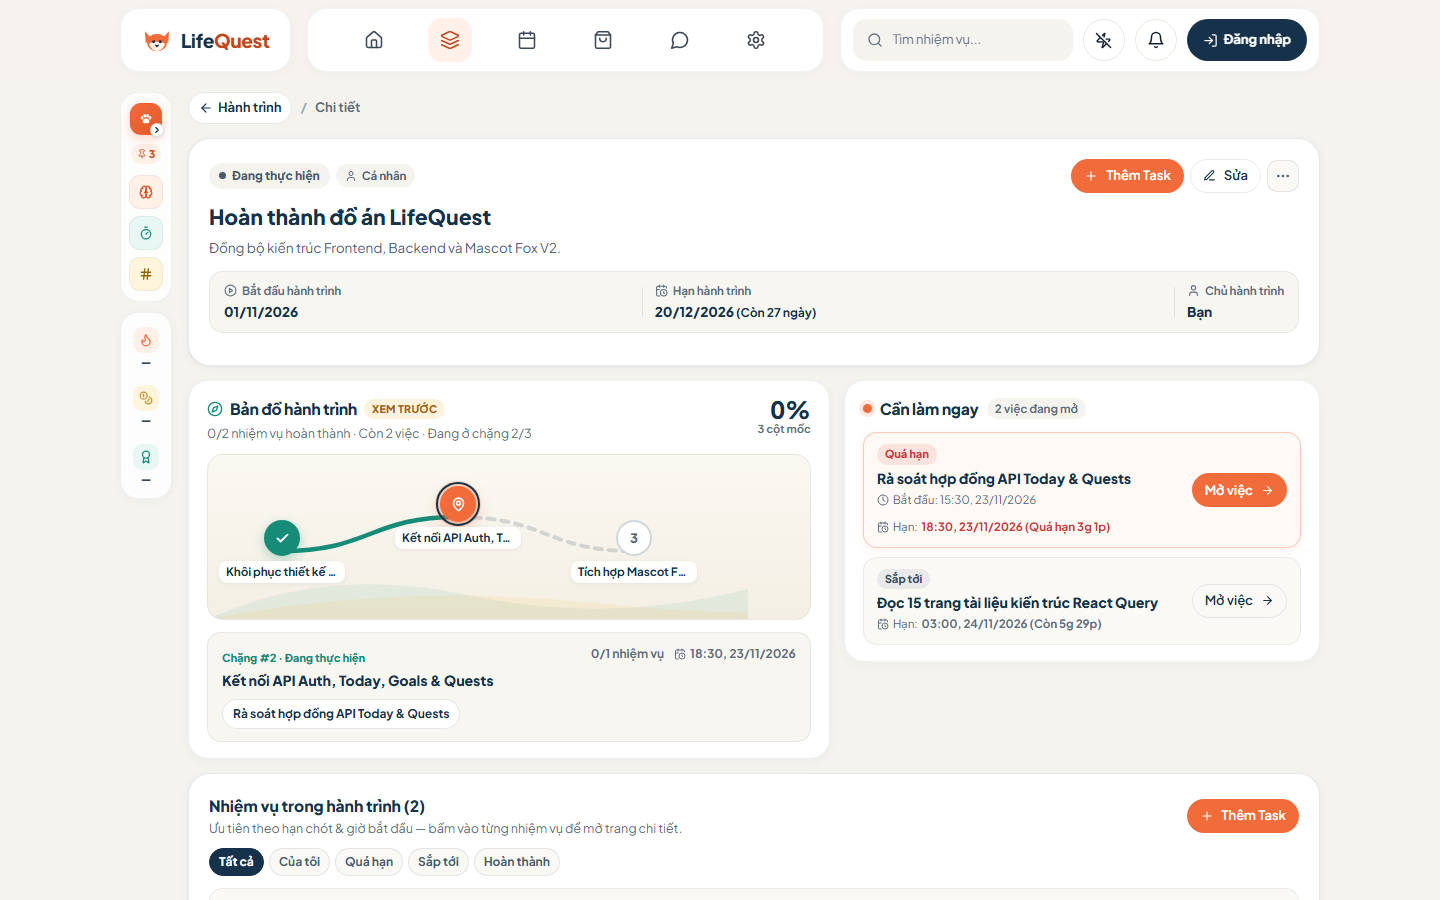 LifeQuest
Tìm nhiệm vụ...
Đăng nhập
3
Hành trình / Chi tiết
Đang thực hiện
Cá nhân
Thêm Task
Sửa
Hoàn thành đồ án LifeQuest
Đồng bộ kiến trúc Frontend, Backend và Mascot Fox V2.
Bắt đầu hành trình
01/11/2026
Hạn hành trình
20/12/2026 (Còn 27 ngày)
Chủ hành trình
Bạn
Bản đồ hành trình
XEM TRƯỚC
0/2 nhiệm vụ hoàn thành · Còn 2 việc · Đang ở chặng 2/3
0%
3 cột mốc
Khôi phục thiết kế ...
Kết nối API Auth, T...
3
Tích hợp Mascot F...
Chặng #2 · Đang thực hiện
0/1 nhiệm vụ
18:30, 23/11/2026
Kết nối API Auth, Today, Goals & Quests
Rà soát hợp đồng API Today & Quests
Cần làm ngay
2 việc đang mở
Quá hạn
Rà soát hợp đồng API Today & Quests
Bắt đầu: 15:30, 23/11/2026
Hạn: 18:30, 23/11/2026 (Quá hạn 3g 1p)
Mở việc
Sắp tới
Đọc 15 trang tài liệu kiến trúc React Query
Hạn: 03:00, 24/11/2026 (Còn 5g 29p)
Mở việc
Nhiệm vụ trong hành trình (2)
Ưu tiên theo hạn chót & giờ bắt đầu — bấm vào từng nhiệm vụ để mở trang chi tiết.
Thêm Task
Tất cả
Của tôi
Quá hạn
Sắp tới
Hoàn thành